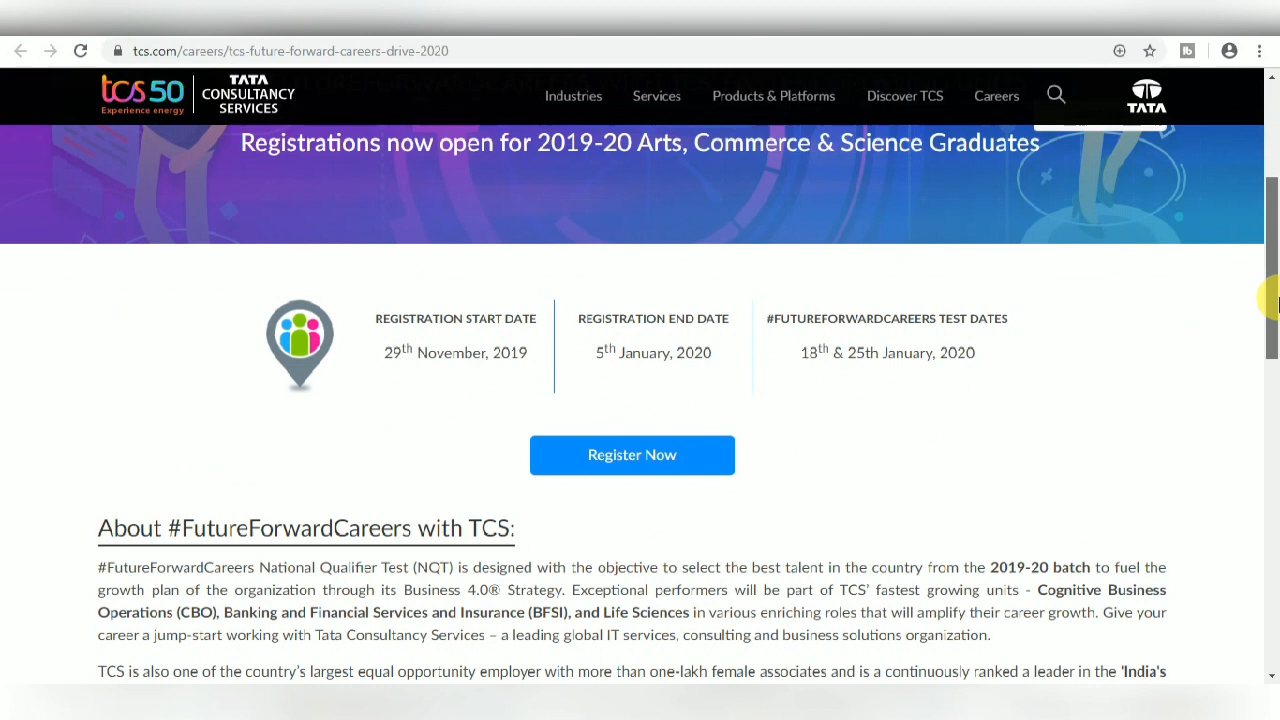 tcs.com/careers/tcs-future-forward-careers-drive-2020
tcs 50
Experience energy
TATA
CONSULTANCY
SERVICES
Industries
Services
Products & Platforms
Discover TCS
Careers
TATA
Registrations now open for 2019-20 Arts, Commerce & Science Graduates
REGISTRATION START DATE
29th November, 2019
REGISTRATION END DATE
5th January, 2020
#FUTUREFORWARDCAREERS TEST DATES
18th & 25th January, 2020
Register Now
About #FutureForwardCareers with TCS:
#FutureForwardCareers National Qualifier Test (NQT) is designed with the objective to select the best talent in the country from the 2019-20 batch to fuel the
growth plan of the organization through its Business 4.0® Strategy. Exceptional performers will be part of TCS' fastest growing units - Cognitive Business
Operations (CBO), Banking and Financial Services and Insurance (BFSI), and Life Sciences in various enriching roles that will amplify their career growth. Give your
career a jump-start working with Tata Consultancy Services – a leading global IT services, consulting and business solutions organization.
TCS is also one of the country's largest equal opportunity employer with more than one-lakh female associates and is a continuously ranked a leader in the 'India's